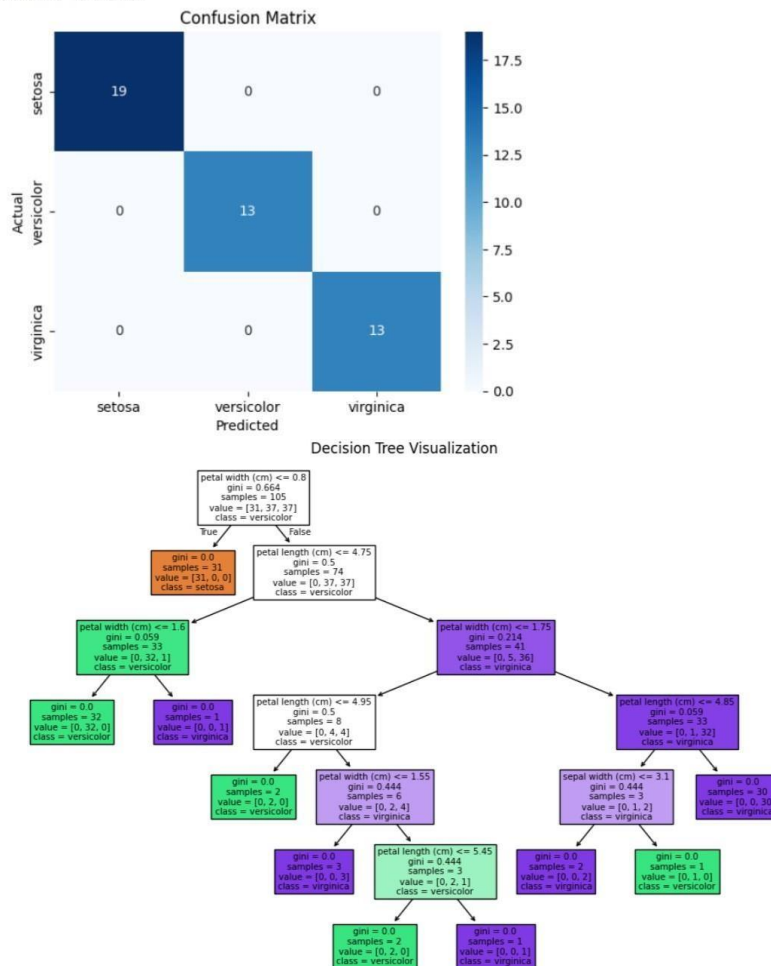 Confusion Matrix
setosa
versicolor
virginica
Actual
19 0 0
0 13 0
0 0 13
setosa versicolor virginica
Predicted
17.5
15.0
12.5
10.0
7.5
5.0
2.5
0.0
Decision Tree Visualization
petal width (cm) <= 0.8
gini = 0.664
samples = 105
value = [31, 37, 37]
class = versicolor
True
False
gini = 0.0
samples = 31
value = [31, 0, 0]
class = setosa
petal length (cm) <= 4.75
gini = 0.5
samples = 74
value = [0, 37, 37]
class = versicolor
petal width (cm) <= 1.6
gini = 0.059
samples = 33
value = [0, 32, 1]
class = versicolor
petal width (cm) <= 1.75
gini = 0.214
samples = 41
value = [0, 5, 36]
class = virginica
gini = 0.0
samples = 32
value = [0, 32, 0]
class = versicolor
gini = 0.0
samples = 1
value = [0, 0, 1]
class = virginica
petal length (cm) <= 4.95
gini = 0.5
samples = 8
value = [0, 4, 4]
class = versicolor
petal length (cm) <= 4.85
gini = 0.059
samples = 33
value = [0, 1, 32]
class = virginica
gini = 0.0
samples = 2
value = [0, 2, 0]
class = versicolor
petal width (cm) <= 1.55
gini = 0.444
samples = 6
value = [0, 2, 4]
class = virginica
sepal width (cm) <= 3.1
gini = 0.444
samples = 3
value = [0, 1, 2]
class = virginica
gini = 0.0
samples = 30
value = [0, 0, 30]
class = virginica
gini = 0.0
samples = 3
value = [0, 0, 3]
class = virginica
petal length (cm) <= 5.45
gini = 0.444
samples = 3
value = [0, 2, 1]
class = versicolor
gini = 0.0
samples = 2
value = [0, 0, 2]
class = virginica
gini = 0.0
samples = 1
value = [0, 1, 0]
class = versicolor
gini = 0.0
samples = 2
value = [0, 2, 0]
class = versicolor
gini = 0.0
samples = 1
value = [0, 0, 1]
class = virginica